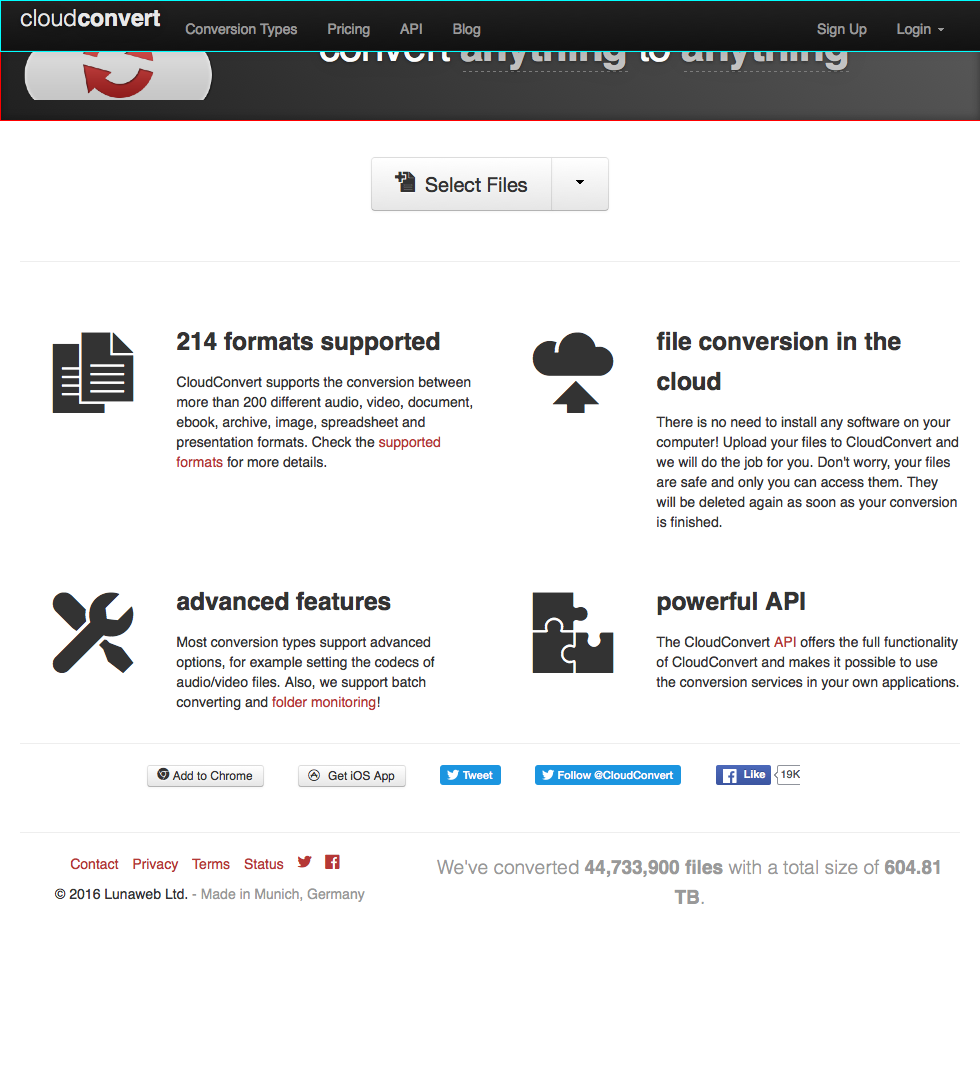 cloudconvert Conversion Types Pricing API Blog Sign Up Login
convert anything to anything
Select Files
214 formats supported
CloudConvert supports the conversion between
more than 200 different audio, video, document,
ebook, archive, image, spreadsheet and
presentation formats. Check the supported
formats for more details.
file conversion in the
cloud
There is no need to install any software on your
computer! Upload your files to CloudConvert and
we will do the job for you. Don't worry, your files
are safe and only you can access them. They
will be deleted again as soon as your conversion
is finished.
advanced features
Most conversion types support advanced
options, for example setting the codecs of
audio/video files. Also, we support batch
converting and folder monitoring!
powerful API
The CloudConvert API offers the full functionality
of CloudConvert and makes it possible to use
the conversion services in your own applications.
Add to Chrome Get iOS App Tweet Follow @CloudConvert Like 19K
Contact Privacy Terms Status
© 2016 Lunaweb Ltd. - Made in Munich, Germany
We've converted 44,733,900 files with a total size of 604.81
TB.